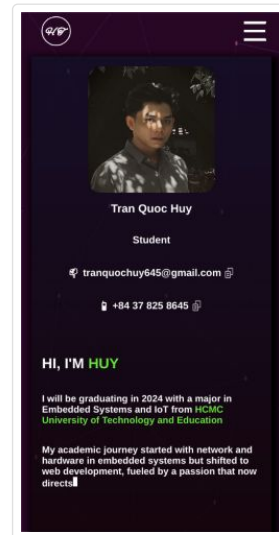 Tran Quoc Huy
Student
tranquochuy645@gmail.com
+84 37 825 8645
HI, I'M HUY
I will be graduating in 2024 with a major in
Embedded Systems and IoT from HCMC
University of Technology and Education
My academic journey started with network and
hardware in embedded systems but shifted to
web development, fueled by a passion that now
directs